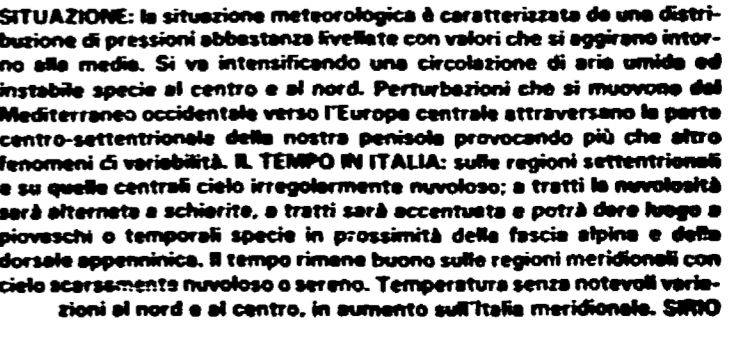 SITUAZIONE: la situazione meteorologica è caratterizzata da una distri-
buzione di pressioni abbastanza livellate con valori che si aggirano intor-
no alla media. Si va intensificando una circolazione di aria umida ed
instabile specie al centro e al nord. Perturbazioni che si muovono dal
Mediterraneo occidentale verso l'Europa centrale attraversano la parte
centro-settentrionale della nostra penisola provocando più che altro
fenomeni di variabilità. IL TEMPO IN ITALIA: sulle regioni settentrionali
e su quelle centrali cielo irregolarmente nuvoloso; a tratti la nuvolosità
sarà alternata a schiarite, a tratti sarà accentuata e potrà dare luogo a
piovaschi o temporali specie in prossimità della fascia alpina e della
dorsale appenninica. Il tempo rimane buono sulle regioni meridionali con
cielo scarsamente nuvoloso o sereno. Temperatura senza notevoli varia-
zioni al nord e al centro, in aumento sull'Italia meridionale. SIRIO